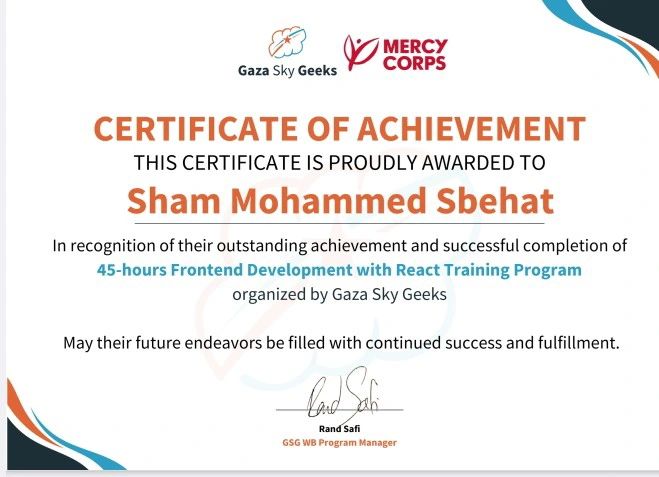 Gaza Sky Geeks
MERCY
CORPS
CERTIFICATE OF ACHIEVEMENT
THIS CERTIFICATE IS PROUDLY AWARDED TO
Sham Mohammed Sbehat
In recognition of their outstanding achievement and successful completion of
45-hours Frontend Development with React Training Program
organized by Gaza Sky Geeks
May their future endeavors be filled with continued success and fulfillment.
Rand Safi
Rand Safi
GSG WB Program Manager